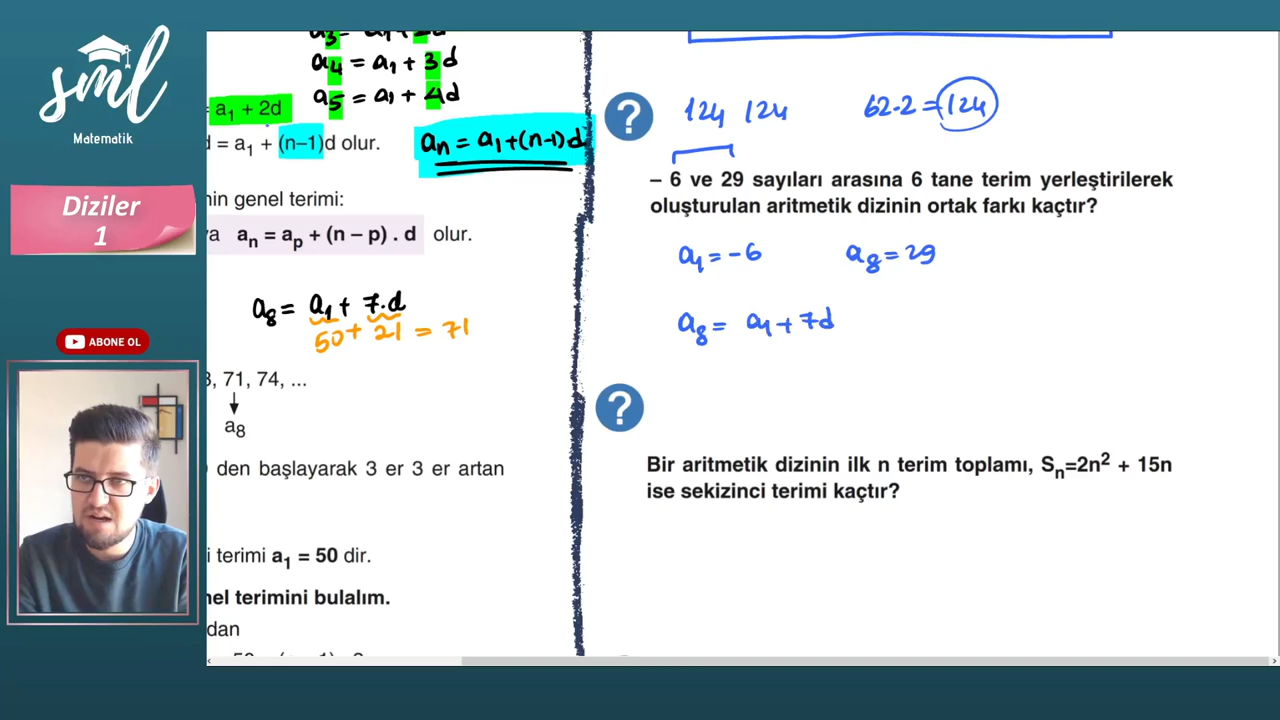 sml
Matematik
Diziler
1
ABONE OL
a4 = a1 + 3d
a5 = a1 + 4d
= a1 + 2d
d = a1 + (n–1)d olur.
an = a1 + (n-1)d
nin genel terimi:
an = ap + (n – p) . d olur.
a8 = a1 + 7.d
50 + 21 = 71
3, 71, 74, ...
a8
den başlayarak 3 er 3 er artan
i terimi a1 = 50 dir.
nel terimini bulalım.
dan
?
124 124
62.2 = 124
– 6 ve 29 sayıları arasına 6 tane terim yerleştirilerek
oluşturulan aritmetik dizinin ortak farkı kaçtır?
a1 = -6
a8 = 29
a8 = a1 + 7d
?
Bir aritmetik dizinin ilk n terim toplamı, Sn=2n² + 15n
ise sekizinci terimi kaçtır?